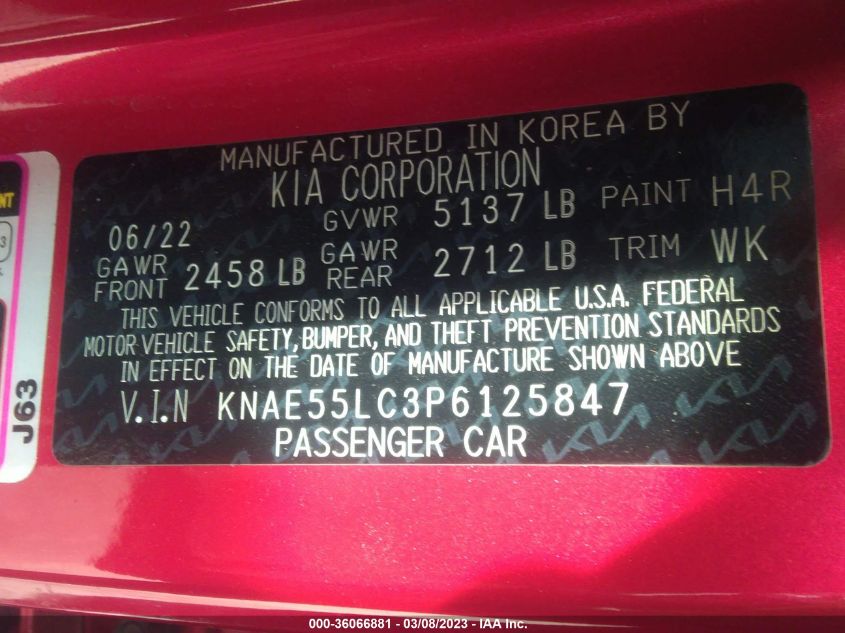 MANUFACTURED IN KOREA BY
KIA CORPORATION
06/22 GVWR 5137 LB PAINT H4R
GAWR FRONT 2458 LB GAWR REAR 2712 LB TRIM WK
THIS VEHICLE CONFORMS TO ALL APPLICABLE U.S.A. FEDERAL
MOTOR VEHICLE SAFETY, BUMPER, AND THEFT PREVENTION STANDARDS
IN EFFECT ON THE DATE OF MANUFACTURE SHOWN ABOVE
V.I.N KNAE55LC3P6125847
PASSENGER CAR
J63
000-36066881 - 03/08/2023 - IAA Inc.